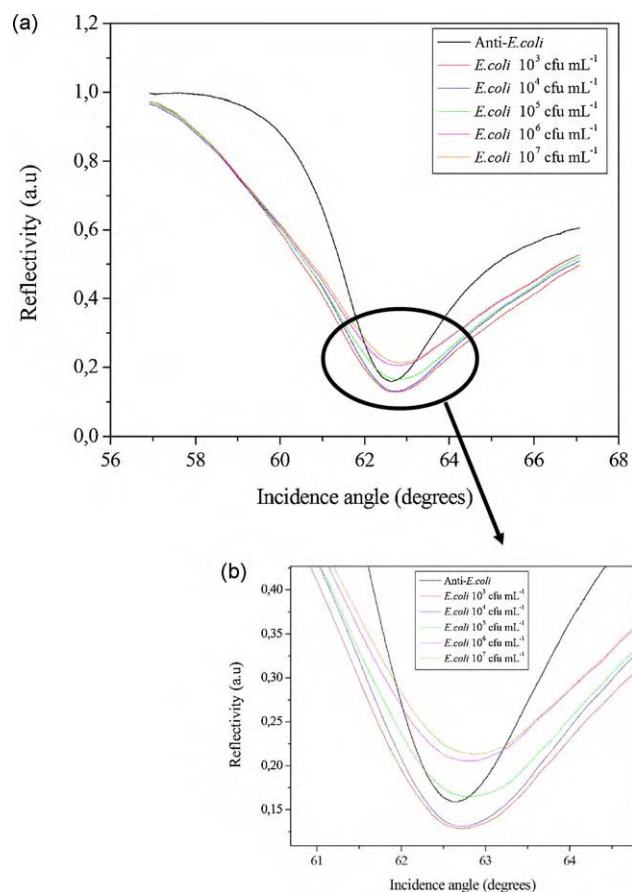 (a)
1,2
1,0
0,8
0,6
0,4
0,2
0,0
Reflectivity (a.u)
Anti-E.coli
E.coli 10³ cfu mL⁻¹
E.coli 10⁴ cfu mL⁻¹
E.coli 10⁵ cfu mL⁻¹
E.coli 10⁶ cfu mL⁻¹
E.coli 10⁷ cfu mL⁻¹
56 58 60 62 64 66 68
Incidence angle (degrees)
(b)
0,40
0,35
0,30
0,25
0,20
0,15
Reflectivity (a.u)
Anti-E.coli
E.coli 10³ cfu mL⁻¹
E.coli 10⁴ cfu mL⁻¹
E.coli 10⁵ cfu mL⁻¹
E.coli 10⁶ cfu mL⁻¹
E.coli 10⁷ cfu mL⁻¹
61 62 63 64
Incidence angle (degrees)